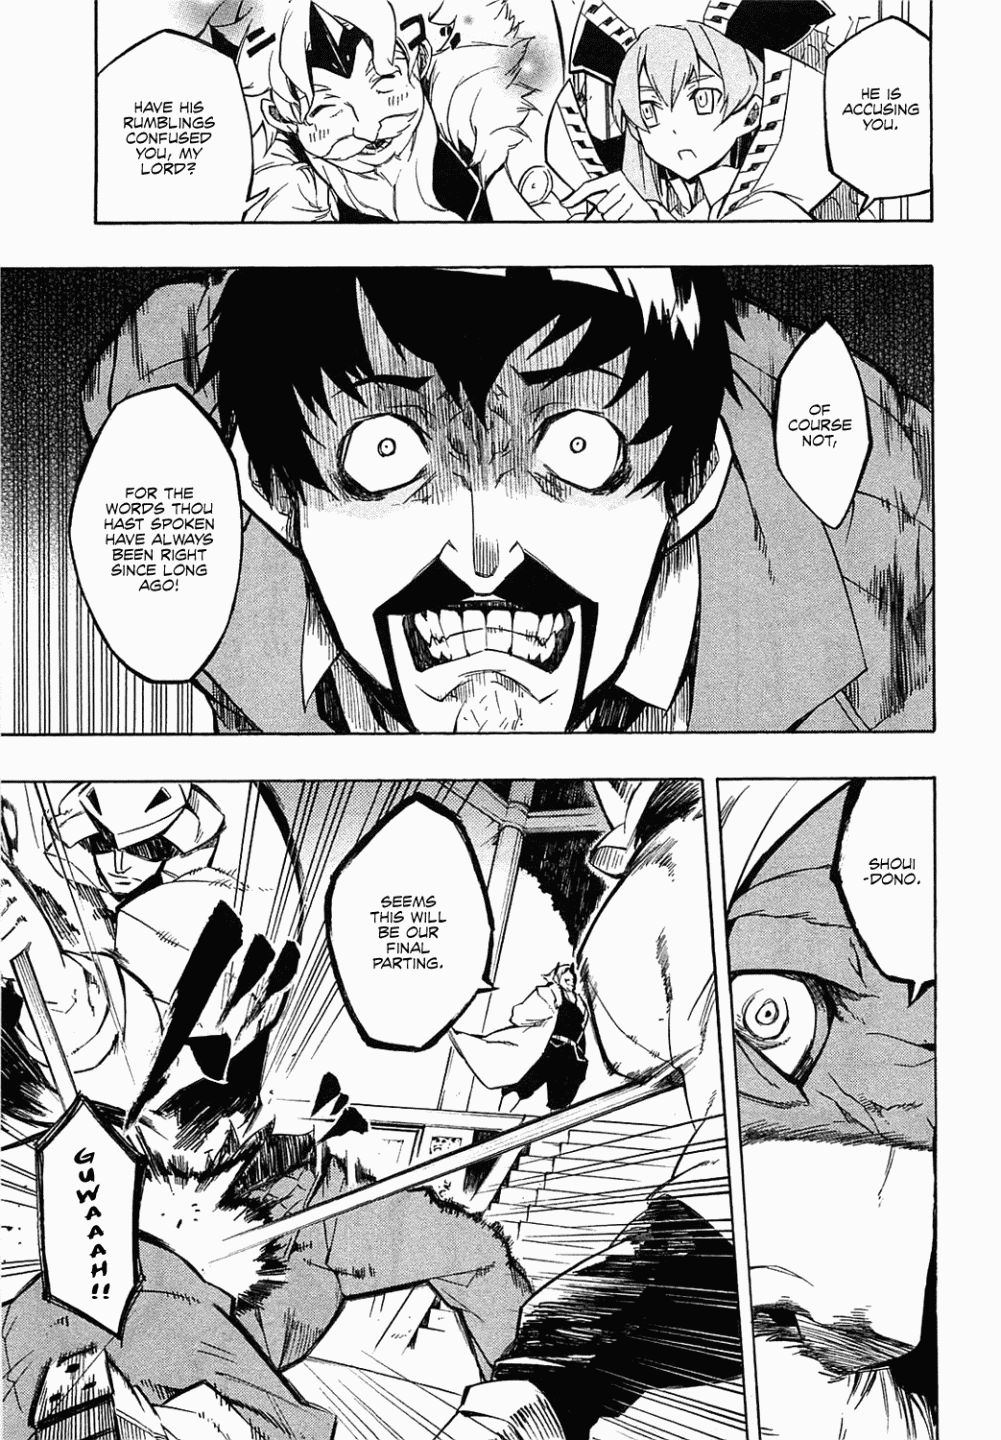 HE IS
ACCUSING
YOU.
HAVE HIS
RUMBLINGS
CONFUSED
YOU, MY
LORD?
OF
COURSE
NOT,
FOR THE
WORDS THOU
HAST SPOKEN
HAVE ALWAYS
BEEN RIGHT
SINCE LONG
AGO!
SHOUI
-DONO.
SEEMS
THIS WILL
BE OUR
FINAL
PARTING.
GUWAAAH!!